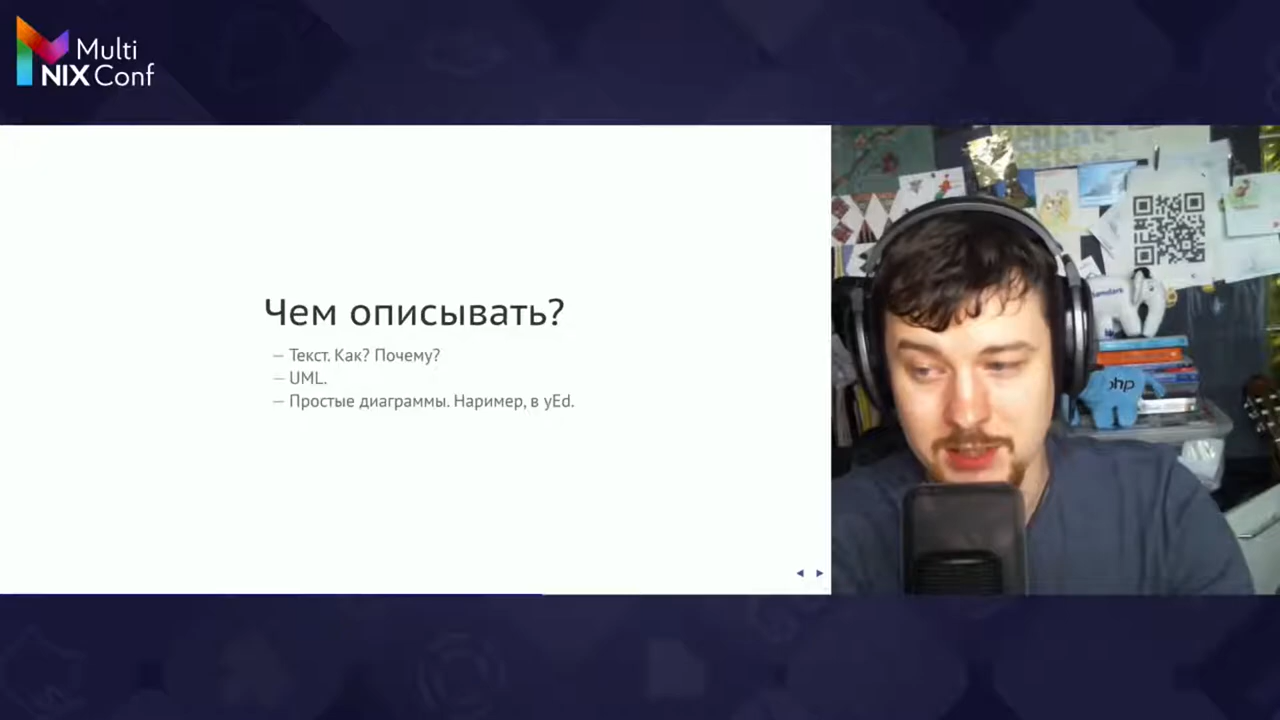 Multi
NIX Conf
Чем описывать?
— Текст. Как? Почему?
— UML.
— Простые диаграммы. Наример, в yEd.
php